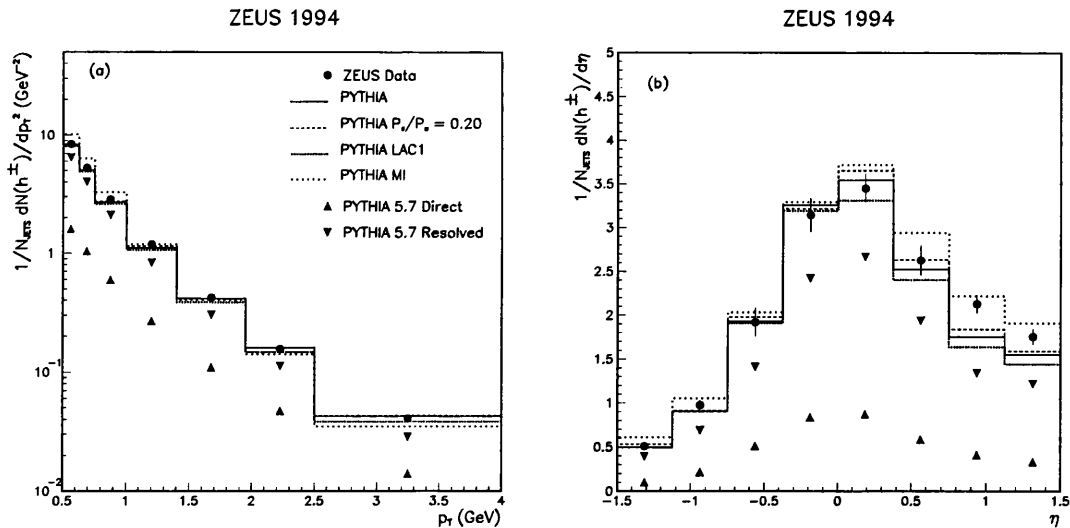 ZEUS 1994
(a)
1/N_JETS dN(h^±)/dp_T^2 (GeV^-2)
ZEUS Data
PYTHIA
PYTHIA P_s/P_u = 0.20
PYTHIA LAC1
PYTHIA MI
PYTHIA 5.7 Direct
PYTHIA 5.7 Resolved
10
1
10^-1
10^-2
0.5 1 1.5 2 2.5 3 3.5 4
p_T (GeV)
ZEUS 1994
(b)
1/N_JETS dN(h^±)/dη
5
4.5
4
3.5
3
2.5
2
1.5
1
0.5
0
-1.5 -1 -0.5 0 0.5 1 1.5
η